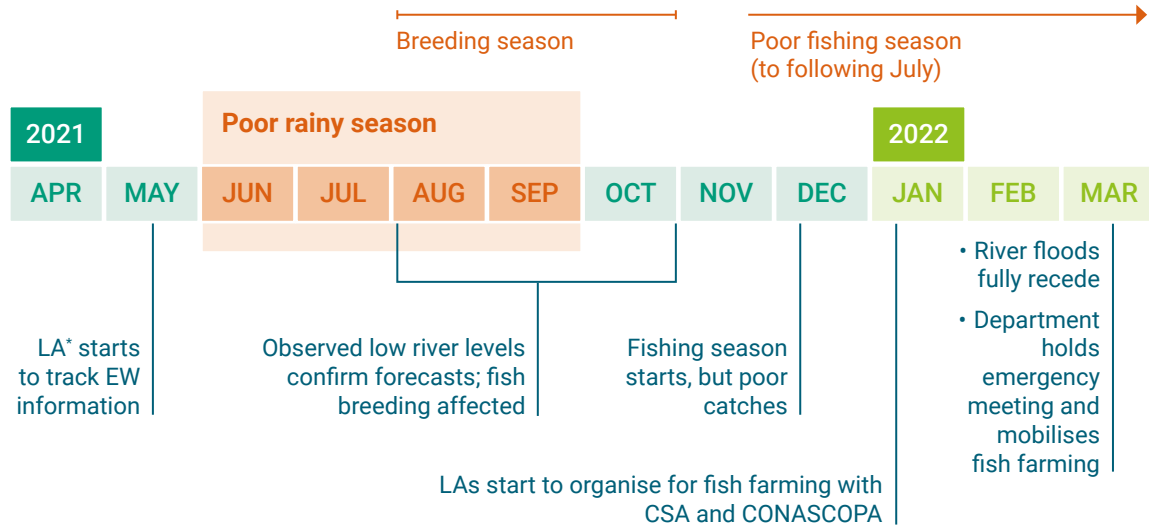 Breeding season
Poor fishing season
(to following July)
2021
Poor rainy season
2022
APR MAY JUN JUL AUG SEP OCT NOV DEC JAN FEB MAR
LA* starts
to track EW
information
Observed low river levels
confirm forecasts; fish
breeding affected
Fishing season
starts, but poor
catches
LAs start to organise for fish farming with
CSA and CONASCOPA
• River floods
fully recede
• Department
holds
emergency
meeting and
mobilises
fish farming